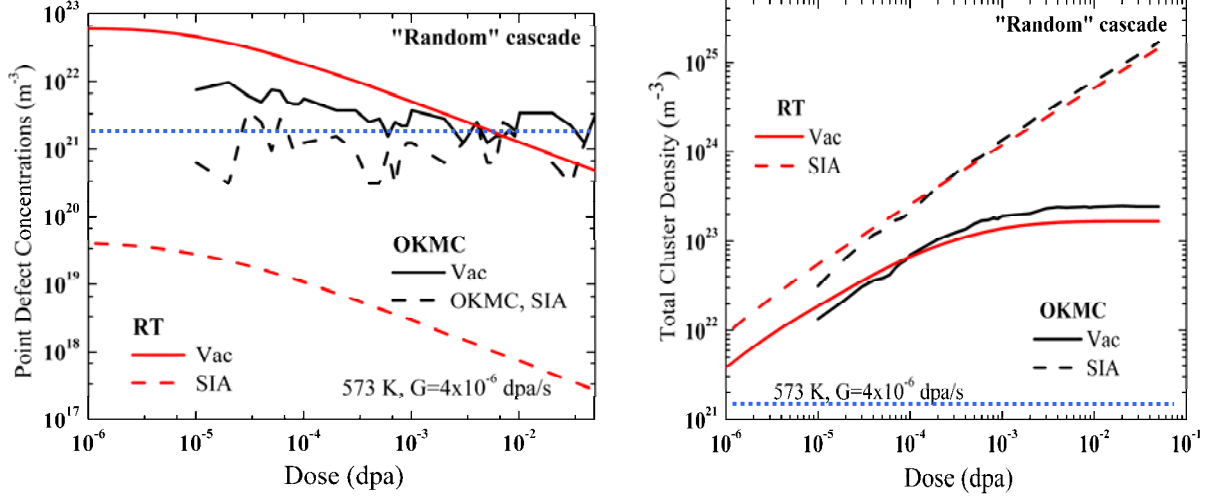 10²³
10²²
10²¹
10²⁰
10¹⁹
10¹⁸
10¹⁷
Point Defect Concentrations (m⁻³)
"Random" cascade
OKMC
Vac
OKMC, SIA
RT
Vac
SIA
573 K, G=4x10⁻⁶ dpa/s
10⁻⁶
10⁻⁵
10⁻⁴
10⁻³
10⁻²
Dose (dpa)
10²⁵
10²⁴
10²³
10²²
10²¹
Total Cluster Density (m⁻³)
"Random" cascade
RT
Vac
SIA
OKMC
Vac
SIA
573 K, G=4x10⁻⁶ dpa/s
10⁻⁶
10⁻⁵
10⁻⁴
10⁻³
10⁻²
10⁻¹
Dose (dpa)